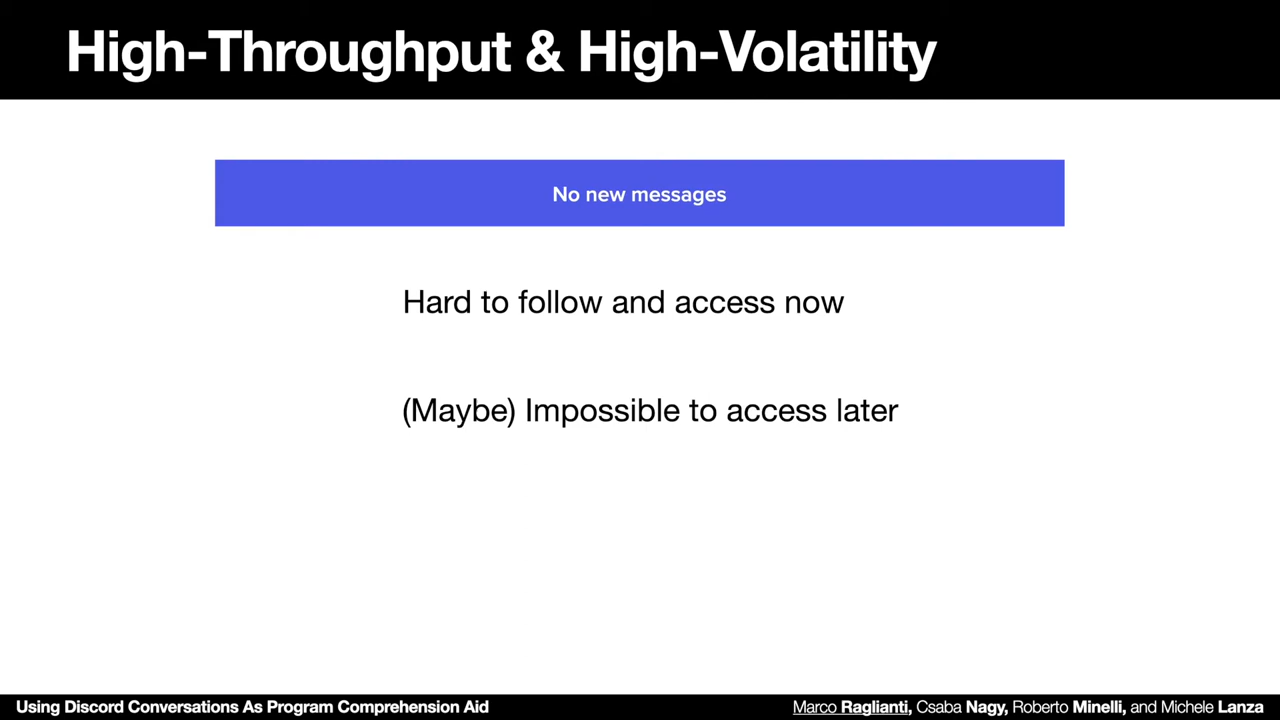 High-Throughput & High-Volatility
No new messages
Hard to follow and access now
(Maybe) Impossible to access later
Using Discord Conversations As Program Comprehension Aid
Marco Raglianti, Csaba Nagy, Roberto Minelli, and Michele Lanza